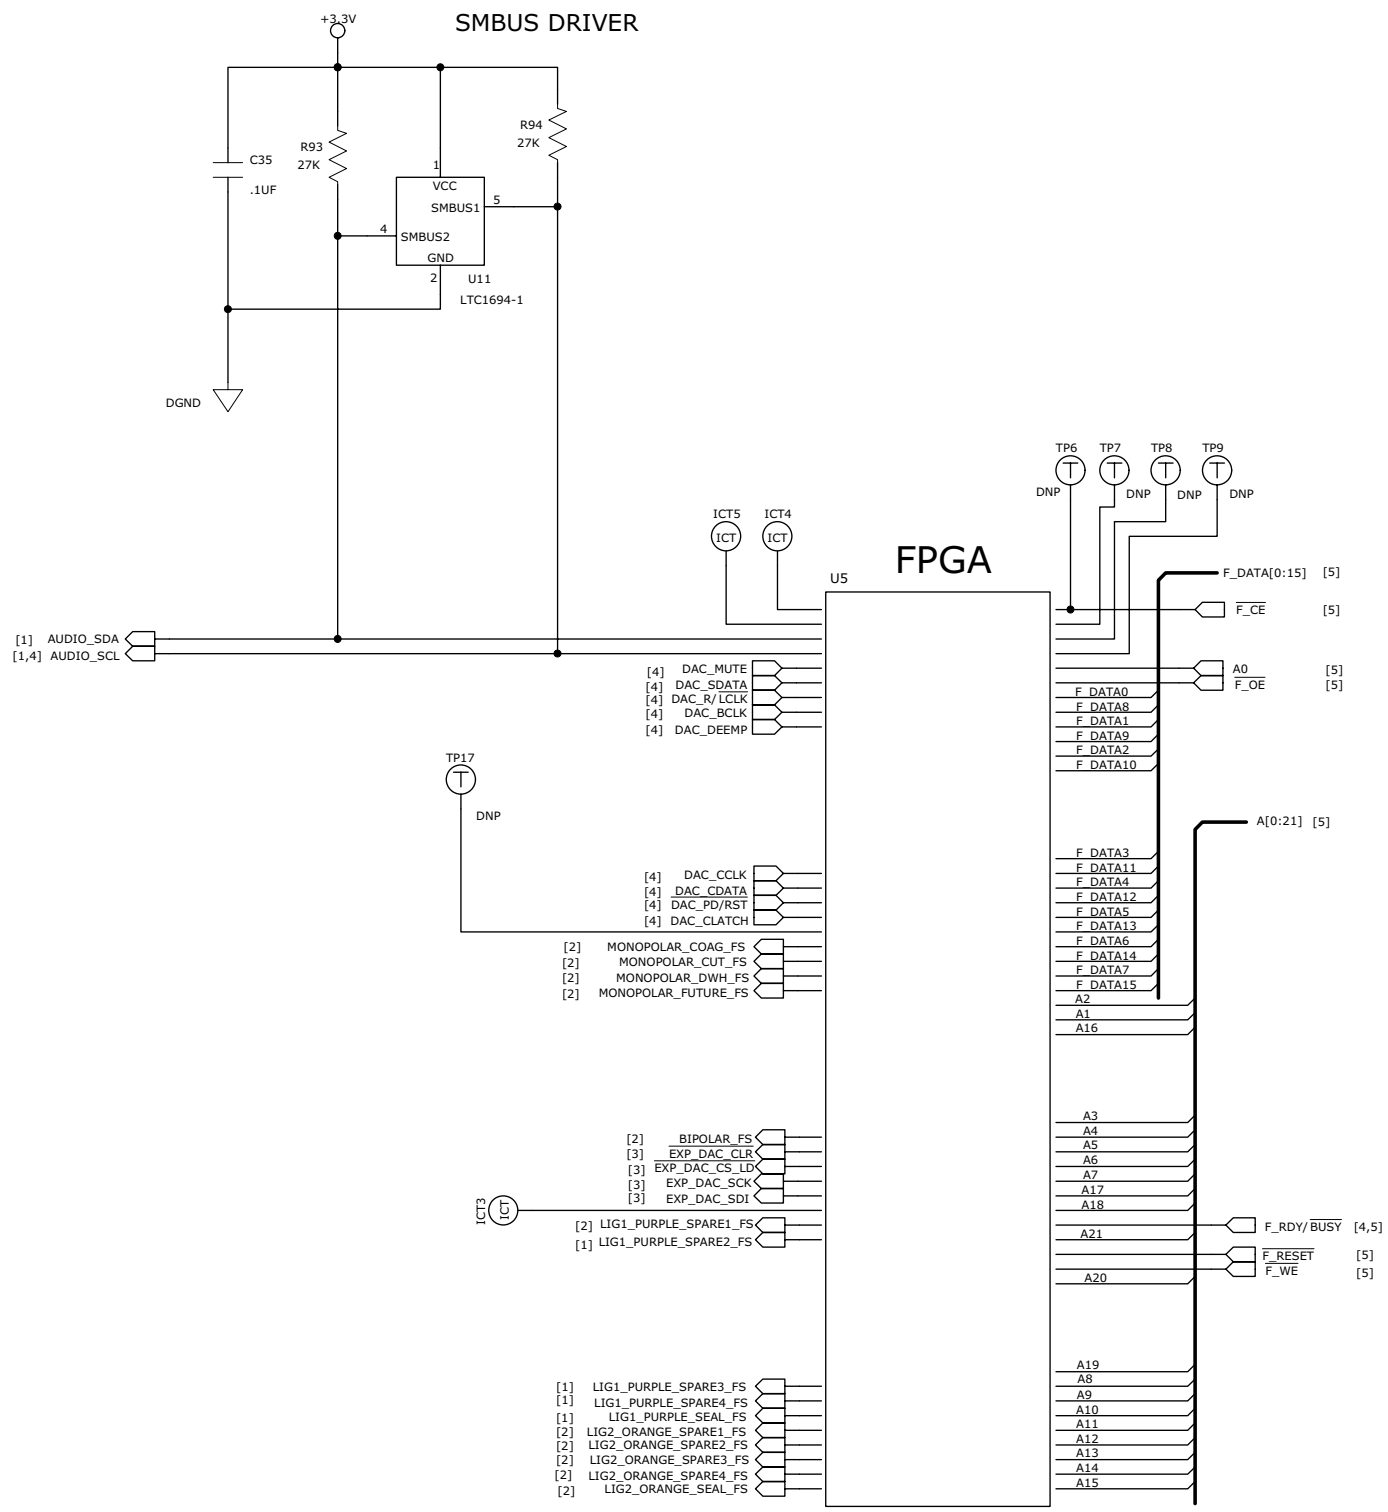 SMBUS DRIVER
+3.3V
R94
27K
R93
27K
C35
.1UF
1
VCC
SMBUS1
5
4
SMBUS2
GND
2
U11
LTC1694-1
DGND
TP6
TP7
TP8
TP9
DNP
DNP
DNP
DNP
ICT5
ICT4
ICT
ICT
FPGA
U5
F_DATA[0:15] [5]
F_CE [5]
[1] AUDIO_SDA
[1,4] AUDIO_SCL
[4] DAC_MUTE
[4] DAC_SDATA
[4] DAC_R/LCLK
[4] DAC_BCLK
[4] DAC_DEEMP
A0 [5]
F_OE [5]
F_DATA0
F_DATA8
F_DATA1
F_DATA9
F_DATA2
F_DATA10
TP17
DNP
A[0:21] [5]
F_DATA3
F_DATA11
F_DATA4
F_DATA12
F_DATA5
F_DATA13
F_DATA6
F_DATA14
F_DATA7
F_DATA15
[4] DAC_CCLK
[4] DAC_CDATA
[4] DAC_PD/RST
[4] DAC_CLATCH
[2] MONOPOLAR_COAG_FS
[2] MONOPOLAR_CUT_FS
[2] MONOPOLAR_DWH_FS
[2] MONOPOLAR_FUTURE_FS
A2
A1
A16
A3
A4
A5
A6
A7
A17
A18
[2] BIPOLAR_FS
[3] EXP_DAC_CLR
[3] EXP_DAC_CS_LD
[3] EXP_DAC_SCK
[3] EXP_DAC_SDI
ICT3
ICT
[2] LIG1_PURPLE_SPARE1_FS
[1] LIG1_PURPLE_SPARE2_FS
F_RDY/BUSY [4,5]
A21
F_RESET [5]
F_WE [5]
A20
A19
A8
A9
A10
A11
A12
A13
A14
A15
[1] LIG1_PURPLE_SPARE3_FS
[1] LIG1_PURPLE_SPARE4_FS
[1] LIG1_PURPLE_SEAL_FS
[2] LIG2_ORANGE_SPARE1_FS
[2] LIG2_ORANGE_SPARE2_FS
[2] LIG2_ORANGE_SPARE3_FS
[2] LIG2_ORANGE_SPARE4_FS
[2] LIG2_ORANGE_SEAL_FS